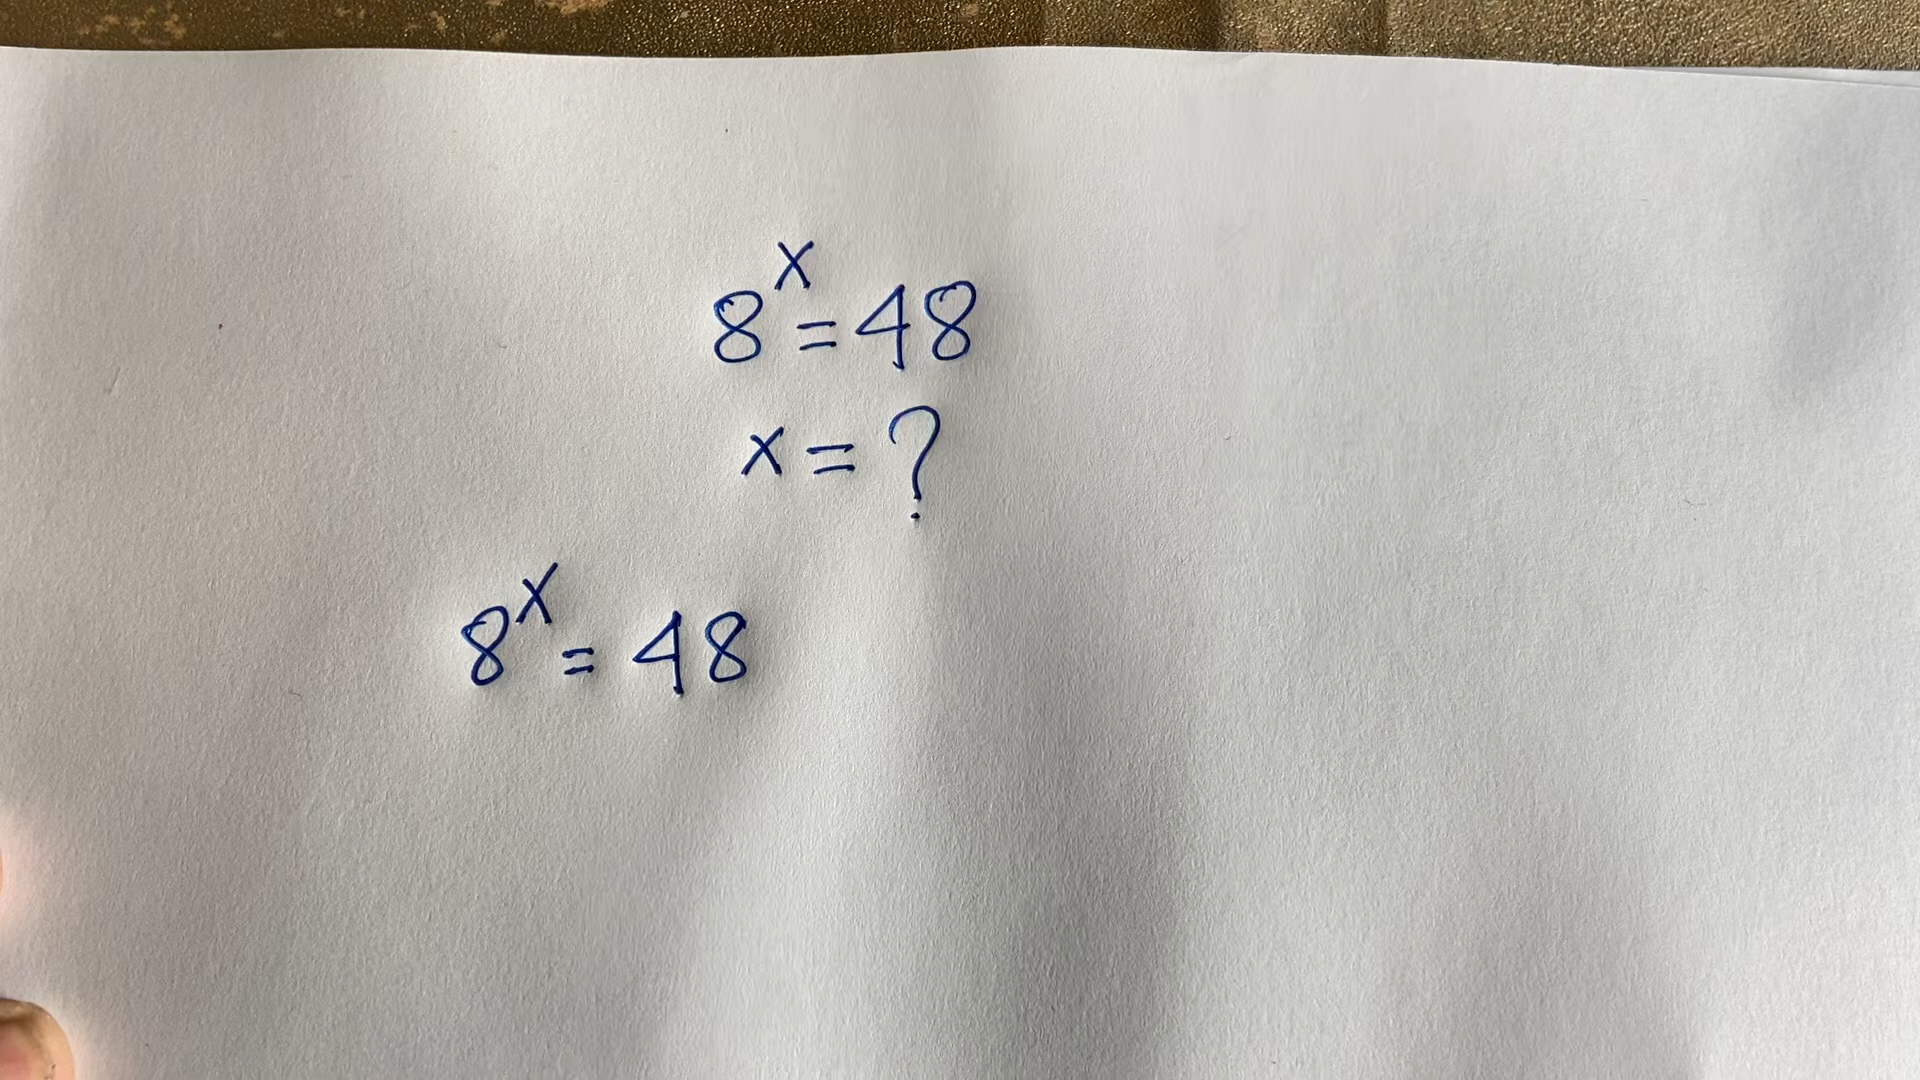 8^x = 48
x = ?
8^x = 48